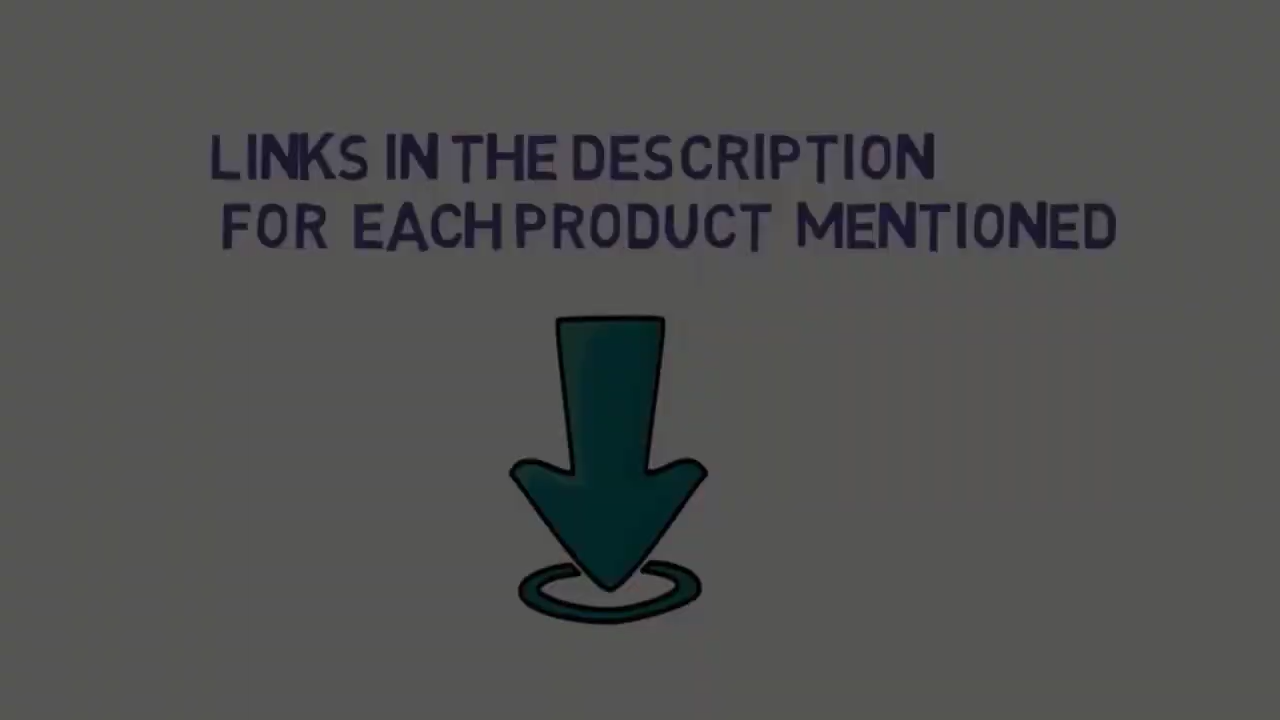 LINKS IN THE DESCRIPTION
FOR EACH PRODUCT MENTIONED